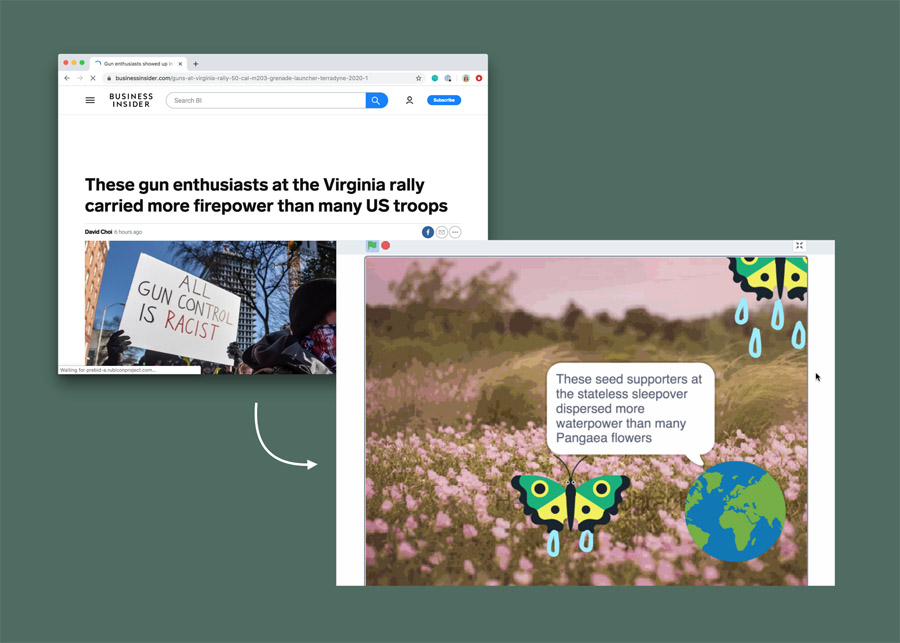 Gun enthusiasts showed up in
businessinsider.com/guns-at-virginia-rally-50-cal-m203-grenade-launcher-terradyne-2020-1
BUSINESS
INSIDER
Search BI
Subscribe
These gun enthusiasts at the Virginia rally
carried more firepower than many US troops
David Choi 6 hours ago
f
ALL
GUN CONTROL
IS RACIST
Waiting for prebid-a.rubiconproject.com...
These seed supporters at
the stateless sleepover
dispersed more
waterpower than many
Pangaea flowers